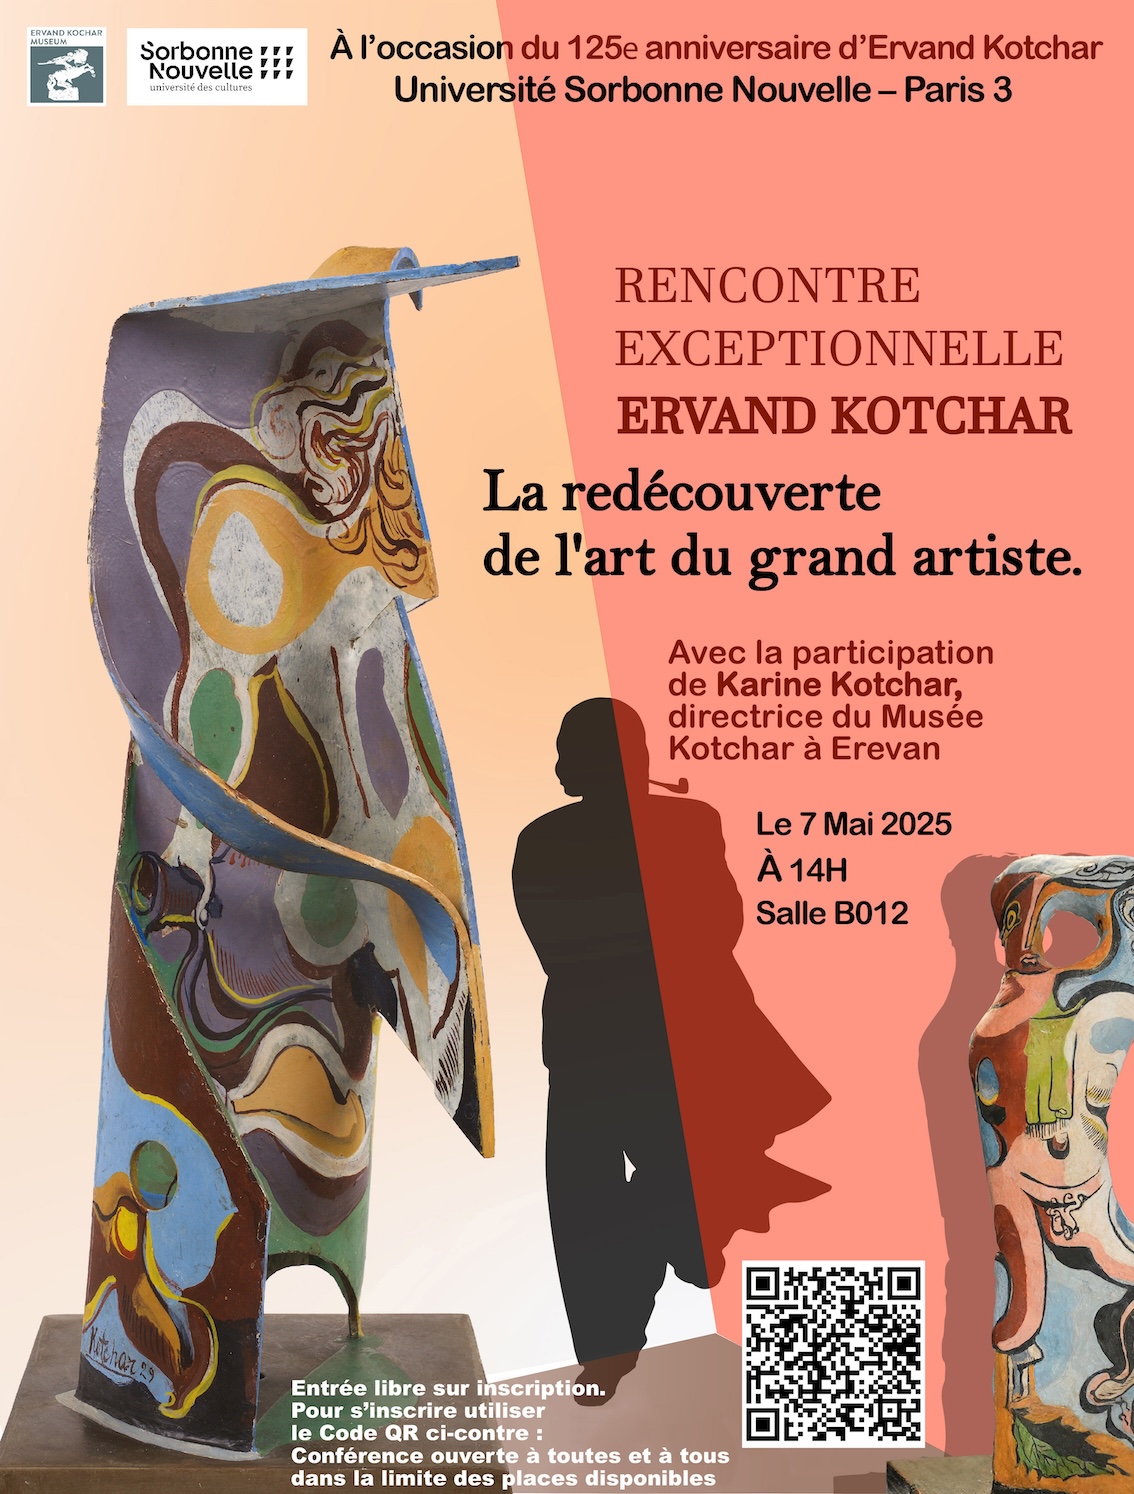 ERVAND KOCHAR
MUSEUM
Sorbonne
Nouvelle
université des cultures
À l’occasion du 125e anniversaire d’Ervand Kotchar
Université Sorbonne Nouvelle – Paris 3
RENCONTRE
EXCEPTIONNELLE
ERVAND KOTCHAR
La redécouverte
de l'art du grand artiste.
Avec la participation
de Karine Kotchar,
directrice du Musée
Kotchar à Erevan
Le 7 Mai 2025
À 14H
Salle B012
Kotchar 29
Entrée libre sur inscription.
Pour s’inscrire utiliser
le Code QR ci-contre :
Conférence ouverte à toutes et à tous
dans la limite des places disponibles